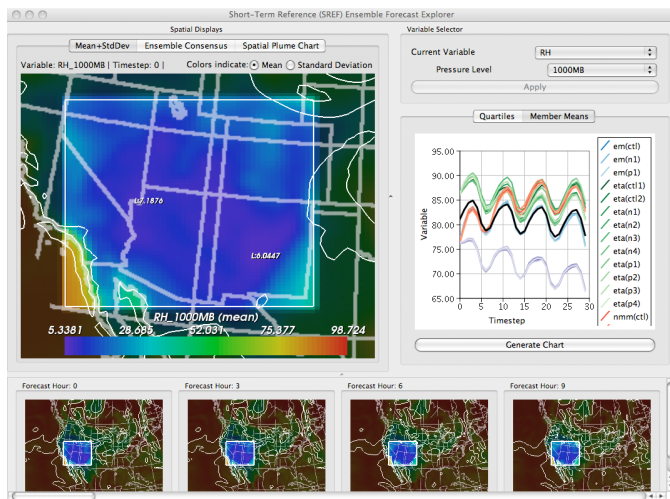 Short-Term Reference (SREF) Ensemble Forecast Explorer
Spatial Displays
Mean+StdDev Ensemble Consensus Spatial Plume Chart
Variable: RH_1000MB | Timestep: 0 | Colors indicate: Mean Standard Deviation
L:7.1876
L:6.0447
RH_1000MB (mean)
5.3381 28.685 52.031 75.377 98.724
Variable Selector
Current Variable RH
Pressure Level 1000MB
Apply
Quartiles Member Means
95.00
90.00
85.00
80.00
75.00
70.00
65.00
Variable
0 5 10 15 20 25 30
Timestep
em(ctl)
em(n1)
em(p1)
eta(ctl1)
eta(ctl2)
eta(n1)
eta(n2)
eta(n3)
eta(n4)
eta(p1)
eta(p2)
eta(p3)
eta(p4)
nmm(ctl)
Generate Chart
Forecast Hour: 0
Forecast Hour: 3
Forecast Hour: 6
Forecast Hour: 9